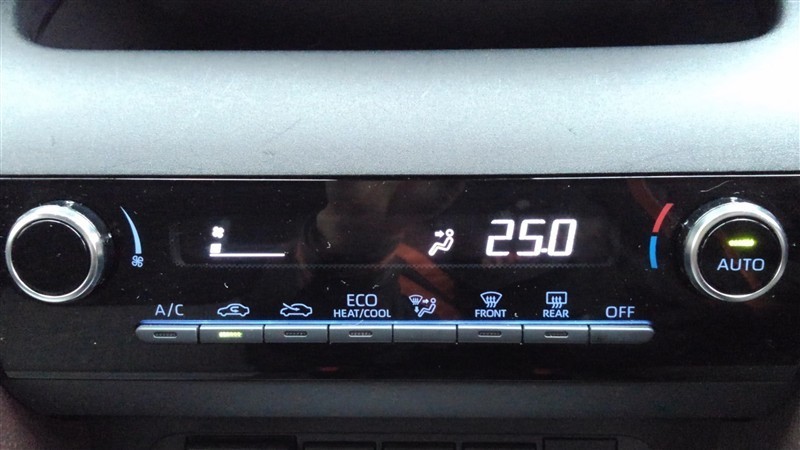 25.0
AUTO
A/C
ECO
HEAT/COOL
FRONT
REAR
OFF